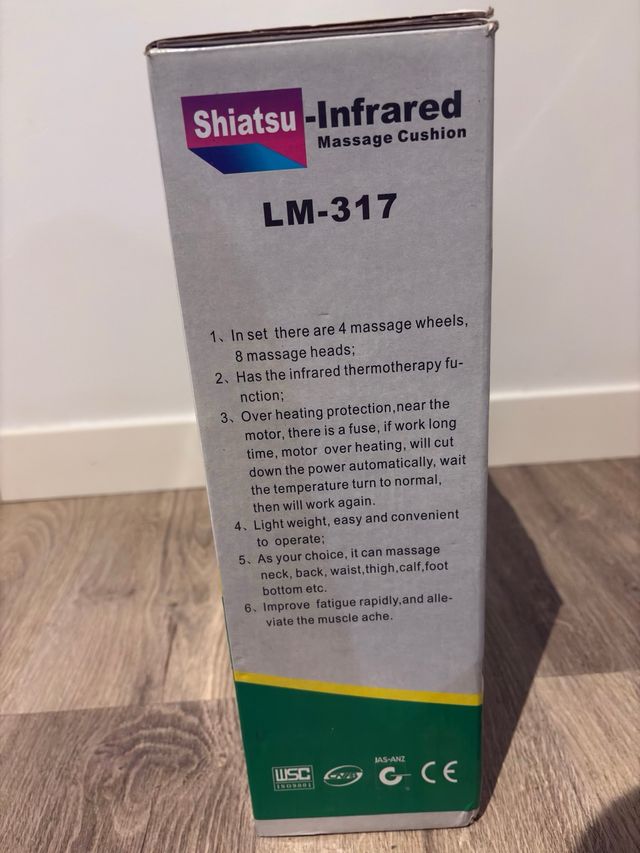 Shiatsu-Infrared
Massage Cushion
LM-317
1、In set there are 4 massage wheels,
8 massage heads;
2、Has the infrared thermotherapy fu-
nction;
3、Over heating protection,near the
motor, there is a fuse, if work long
time, motor over heating, will cut
down the power automatically, wait
the temperature turn to normal,
then will work again.
4、Light weight, easy and convenient
to operate;
5、As your choice, it can massage
neck, back, waist,thigh,calf,foot
bottom etc.
6、Improve fatigue rapidly,and alle-
viate the muscle ache.
JAS-ANZ
WSC
ISO9001
CE